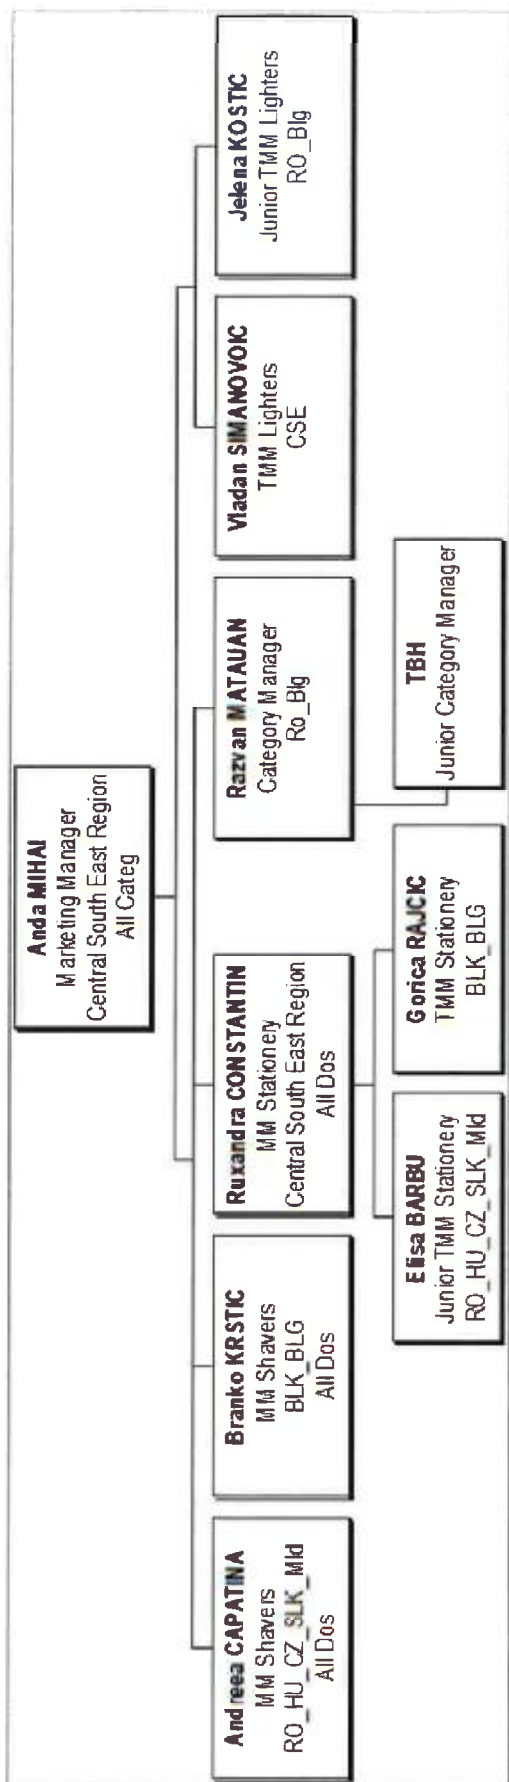 Anda MIHAI
Marketing Manager
Central South East Region
All Categ
Andreea CAPATINA
MM Shavers
RO_HU_CZ_SLK_Mld
All Dos
Branko KRSTIC
MM Shavers
BLK_BLG
All Dos
Ruxandra CONSTANTIN
MM Stationery
Central South East Region
All Dos
Razvan MATAUAN
Category Manager
Ro_Blg
Vladan SIMANOVOIC
TMM Lighters
CSE
Jelena KOSTIC
Junior TMM Lighters
RO_Blg
Elisa BARBU
Junior TMM Stationery
RO_HU_CZ_SLK_Mld
Gorica RAJCIC
TMM Stationery
BLK_BLG
TBH
Junior Category Manager